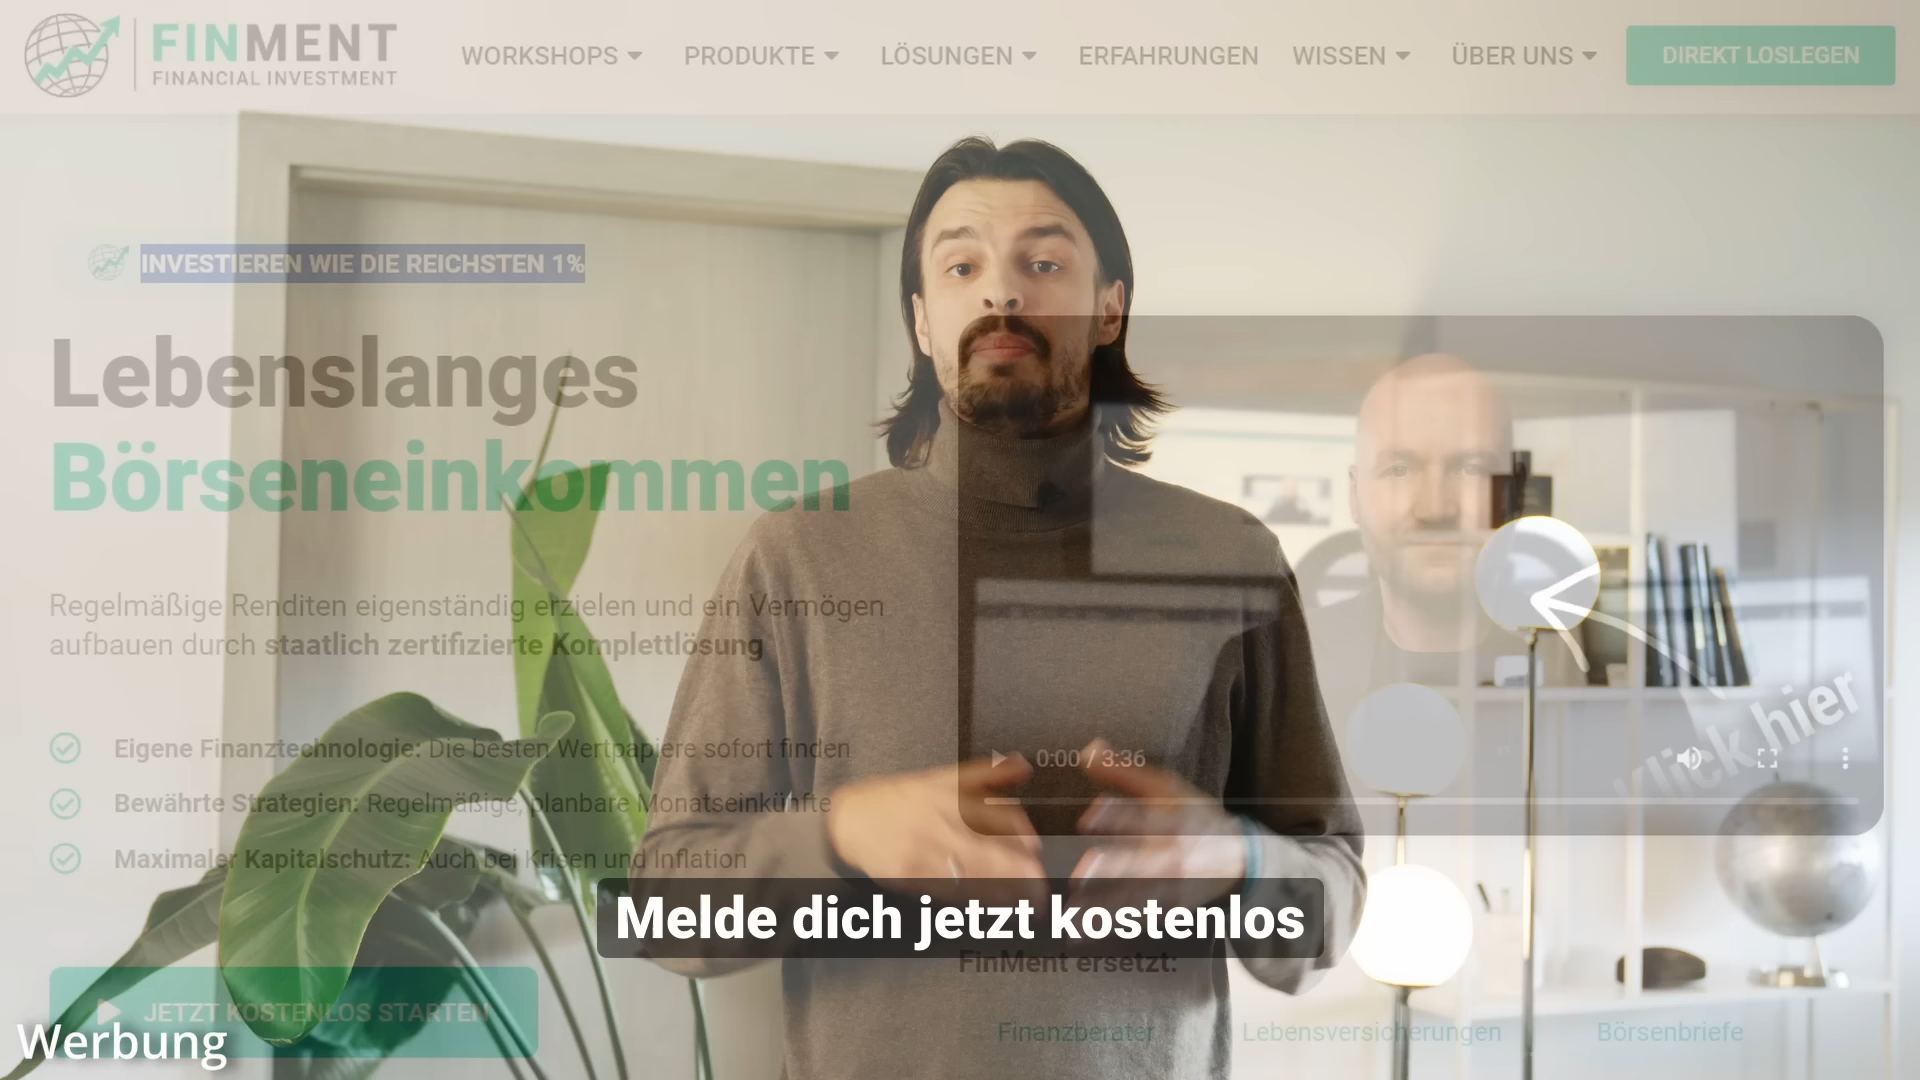 FINMENT
FINANCIAL INVESTMENT
WORKSHOPS
PRODUKTE
LÖSUNGEN
ERFAHRUNGEN
WISSEN
ÜBER UNS
DIREKT LOSLEGEN
INVESTIEREN WIE DIE REICHSTEN 1%
Lebenslanges
Börseneinkommen
Regelmäßige Renditen eigenständig erzielen und ein Vermögen
aufbauen durch staatlich zertifizierte Komplettlösung
Eigene Finanztechnologie: Die besten Wertpapiere sofort finden
Bewährte Strategien: Regelmäßige, planbare Monatseinkünfte
Maximaler Kapitalschutz: Auch bei Krisen und Inflation
JETZT KOSTENLOS STARTEN
Klick hier
0:00 / 3:36
Melde dich jetzt kostenlos
FinMent ersetzt:
Finanzberater
Lebensversicherungen
Börsenbriefe
Werbung